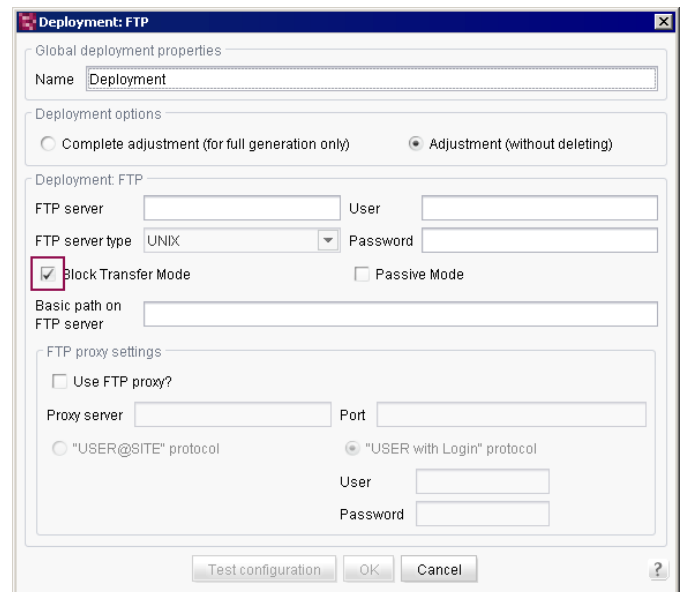 Deployment: FTP
Global deployment properties
Name Deployment
Deployment options
Complete adjustment (for full generation only) Adjustment (without deleting)
Deployment: FTP
FTP server User
FTP server type UNIX Password
Block Transfer Mode Passive Mode
Basic path on
FTP server
FTP proxy settings
Use FTP proxy?
Proxy server Port
"USER@SITE" protocol "USER with Login" protocol
User
Password
Test configuration OK Cancel ?